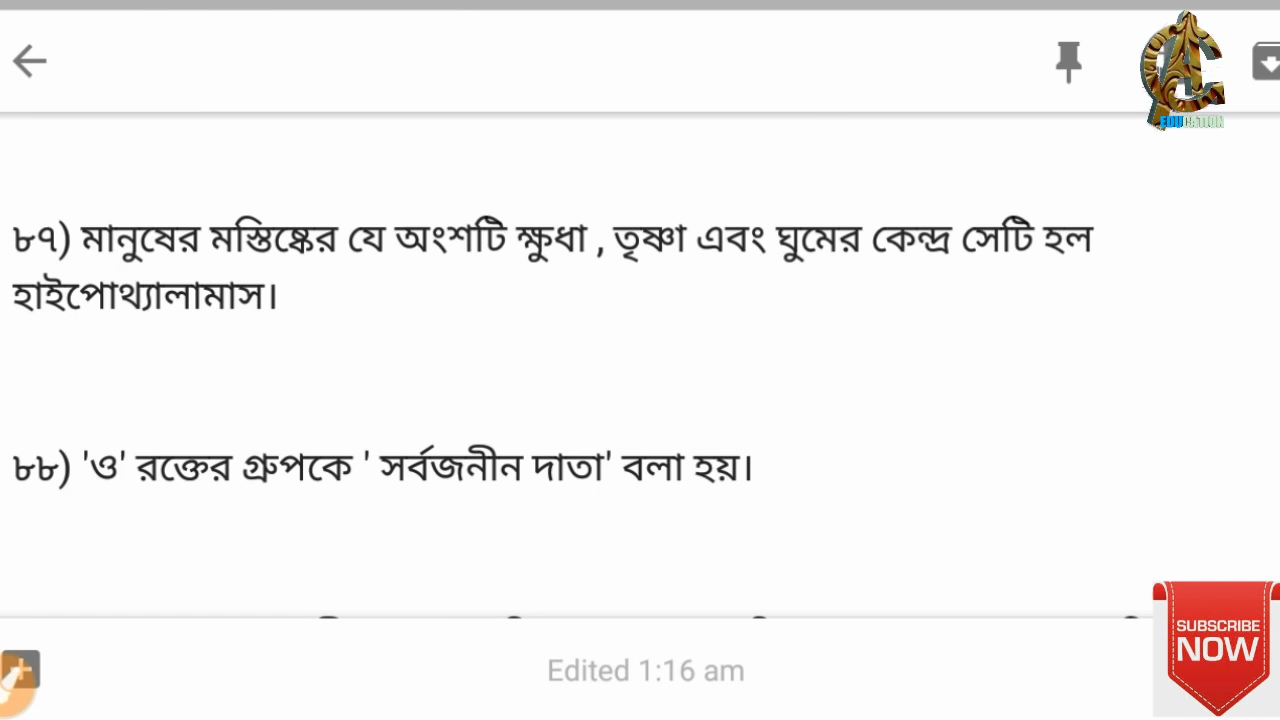 EDUCATION
৮৭) মানুষের মস্তিষ্কের যে অংশটি ক্ষুধা , তৃষ্ণা এবং ঘুমের কেন্দ্র সেটি হল
হাইপোথ্যালামাস।
৮৮) 'ও' রক্তের গ্রুপকে ' সর্বজনীন দাতা' বলা হয়।
SUBSCRIBE
NOW
Edited 1:16 am